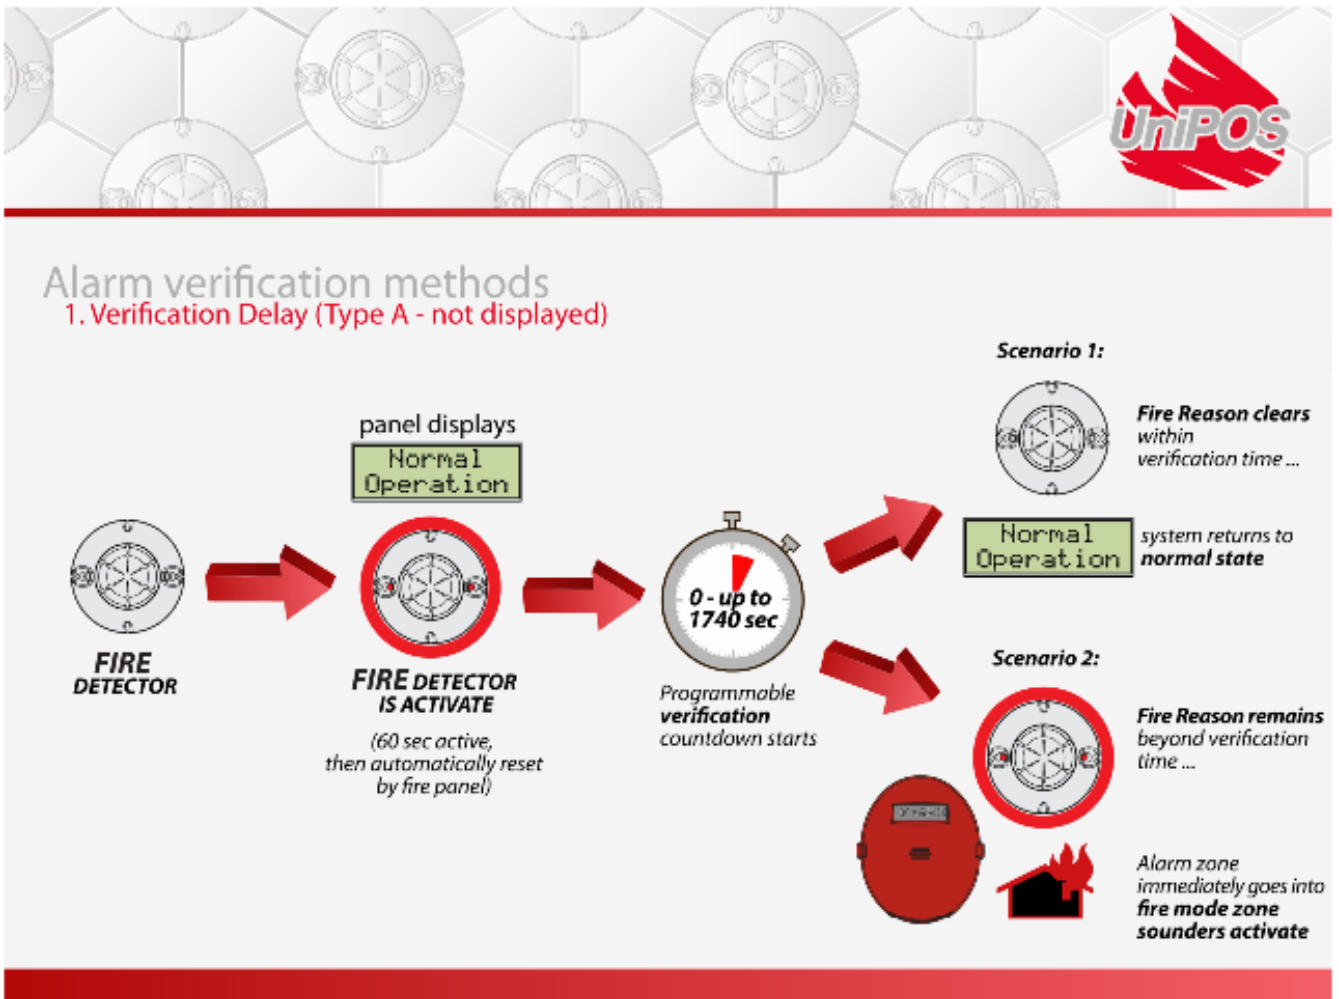 UniPOS
Alarm verification methods
1. Verification Delay (Type A - not displayed)
panel displays
Normal
Operation
FIRE
DETECTOR
FIRE DETECTOR
IS ACTIVATE
(60 sec active,
then automatically reset
by fire panel)
0 - up to
1740 sec
Programmable
verification
countdown starts
Scenario 1:
Fire Reason clears
within
verification time ...
Normal
Operation
system returns to
normal state
Scenario 2:
Fire Reason remains
beyond verification
time ...
Alarm zone
immediately goes into
fire mode zone
sounders activate